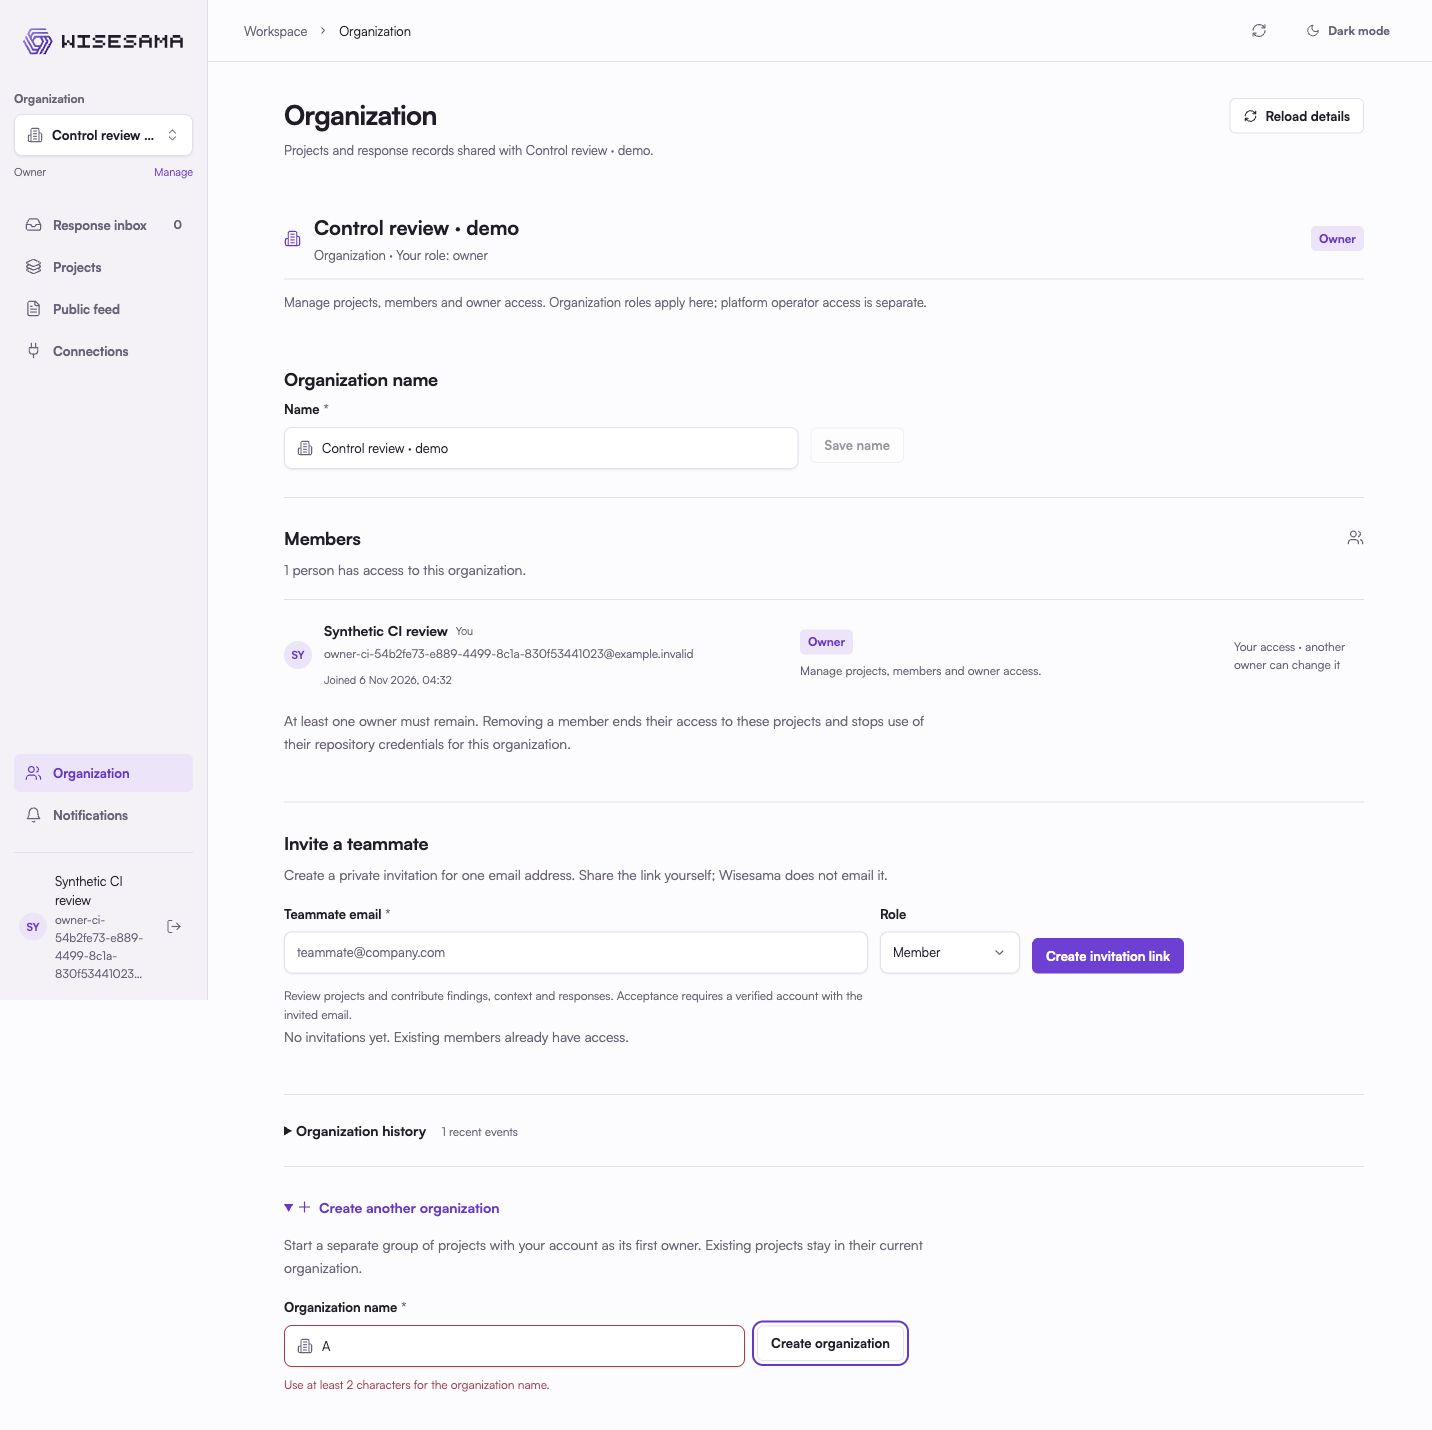 WISESAMA
Organization
Control review ...
Owner
Manage
Response inbox 0
Projects
Public feed
Connections
Organization
Notifications
Synthetic CI
review
SY
owner-ci-
54b2fe73-e889-
4499-8c1a-
830f53441023...
Workspace > Organization
Dark mode
Organization
Reload details
Projects and response records shared with Control review · demo.
Control review · demo
Organization · Your role: owner
Owner
Manage projects, members and owner access. Organization roles apply here; platform operator access is separate.
Organization name
Name *
Control review · demo
Save name
Members
1 person has access to this organization.
SY
Synthetic CI review You
owner-ci-54b2fe73-e889-4499-8c1a-830f53441023@example.invalid
Joined 6 Nov 2026, 04:32
Owner
Manage projects, members and owner access.
Your access · another
owner can change it
At least one owner must remain. Removing a member ends their access to these projects and stops use of
their repository credentials for this organization.
Invite a teammate
Create a private invitation for one email address. Share the link yourself; Wisesama does not email it.
Teammate email *
Role
teammate@company.com
Member
Create invitation link
Review projects and contribute findings, context and responses. Acceptance requires a verified account with the
invited email.
No invitations yet. Existing members already have access.
Organization history 1 recent events
Create another organization
Start a separate group of projects with your account as its first owner. Existing projects stay in their current
organization.
Organization name *
A
Create organization
Use at least 2 characters for the organization name.